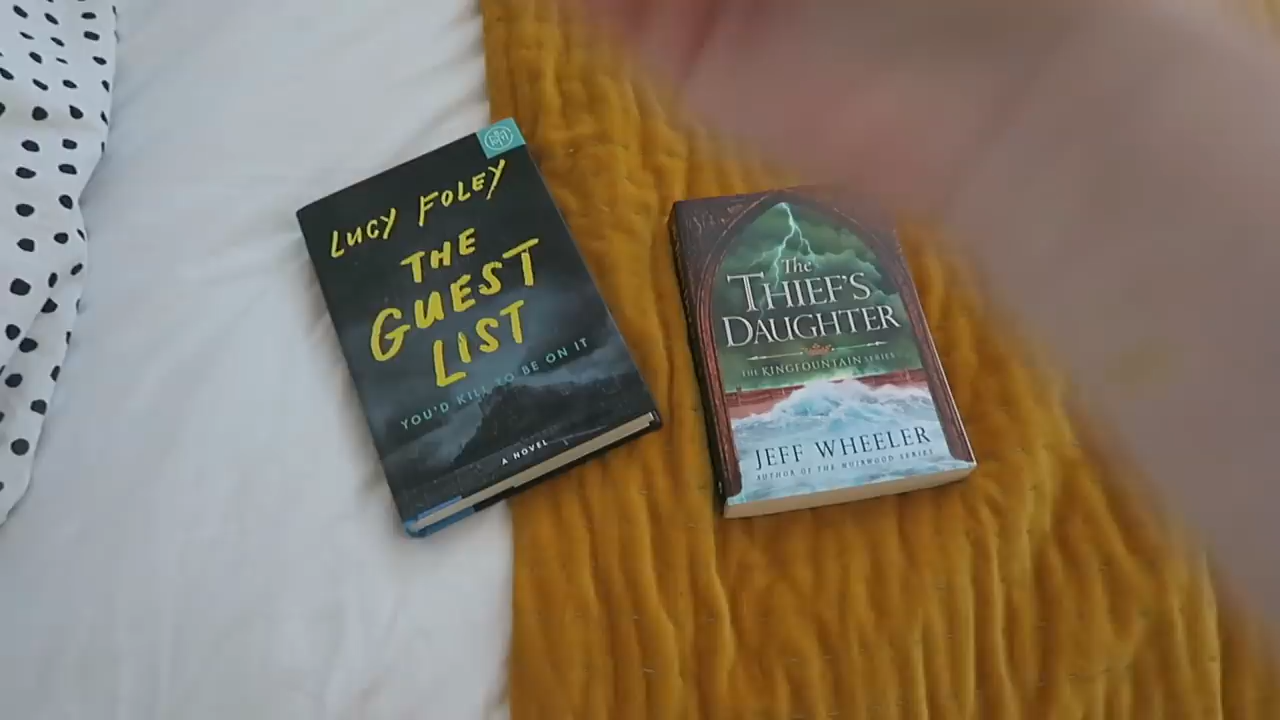 LUCY FOLEY
THE
GUEST
LIST
YOU'D KILL TO BE ON IT
A NOVEL
The
THIEF'S
DAUGHTER
THE KINGFOUNTAIN SERIES
JEFF WHEELER
AUTHOR OF THE MUIRWOOD SERIES